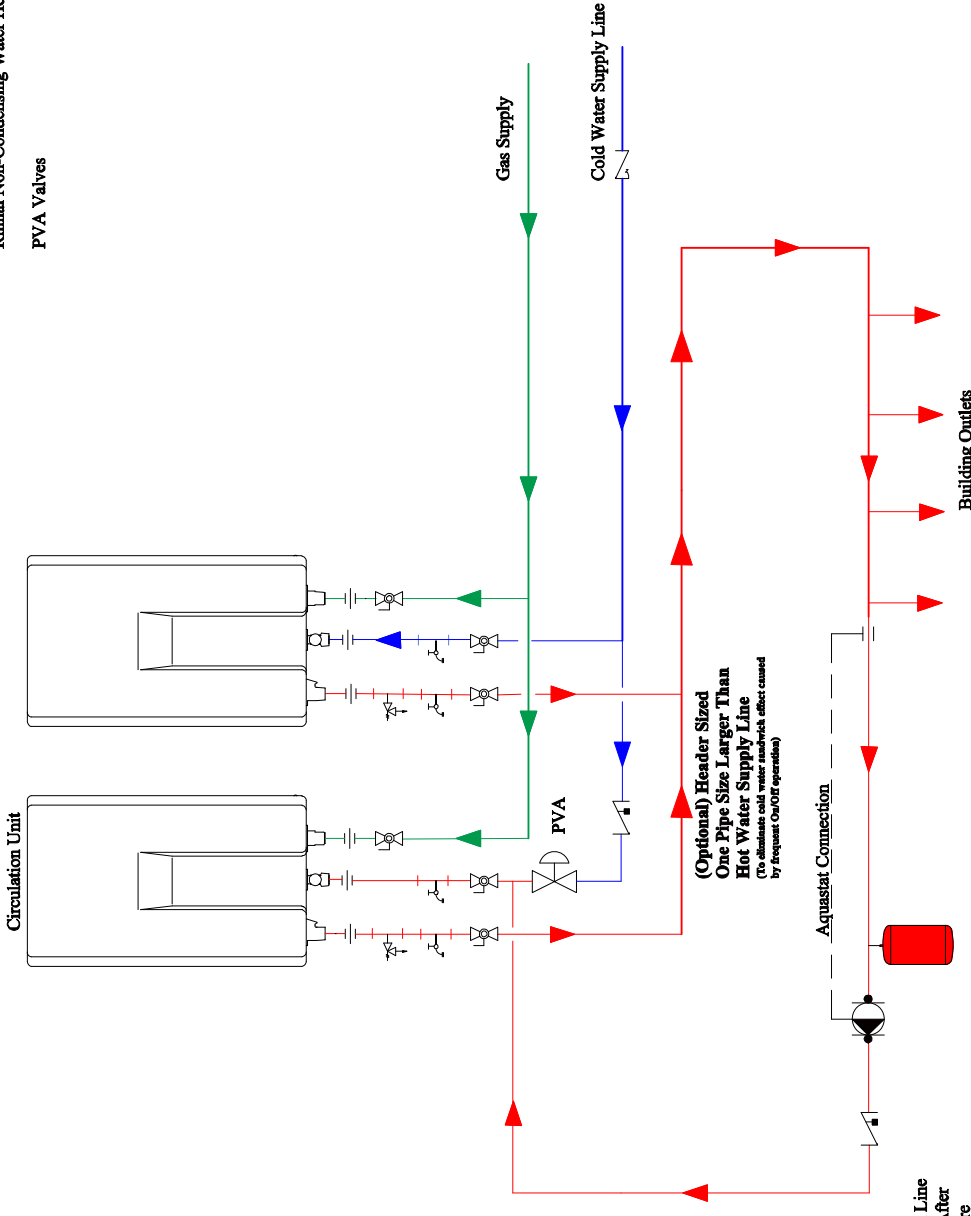 PVA Valves
Circulation Unit
Gas Supply
Cold Water Supply Line
(Optional) Header Sized
One Pipe Size Larger Than
Hot Water Supply Line
(To eliminate cold water sandwich effect caused
by frequent On/Off operation)
PVA
Aquastat Connection
Building Outlets
Line